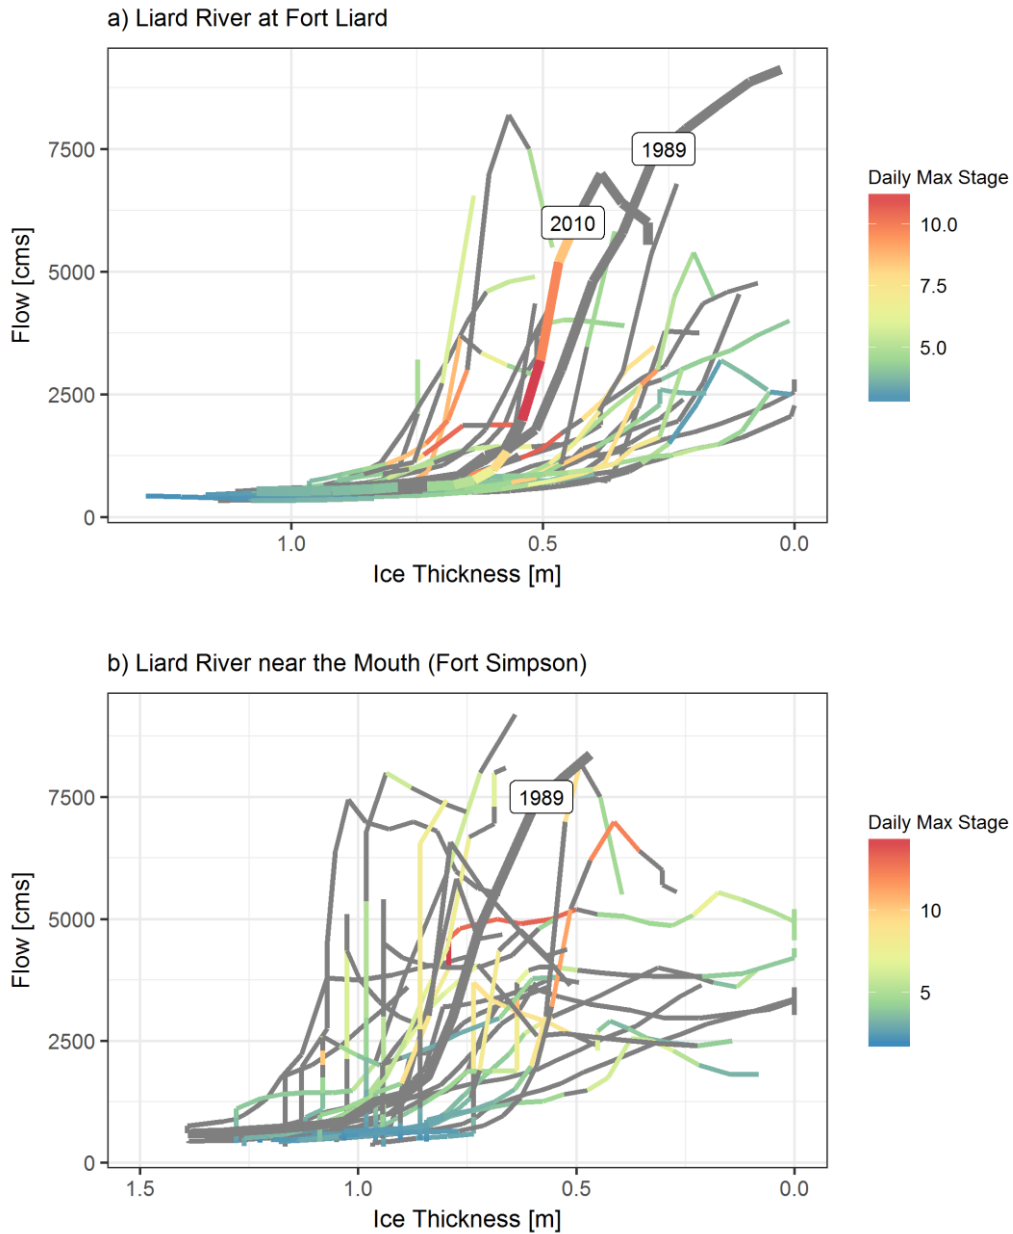 a) Liard River at Fort Liard
Flow [cms]
7500
5000
2500
0
1989
2010
1.0
0.5
0.0
Ice Thickness [m]
Daily Max Stage
10.0
7.5
5.0
b) Liard River near the Mouth (Fort Simpson)
Flow [cms]
7500
5000
2500
0
1989
1.5
1.0
0.5
0.0
Ice Thickness [m]
Daily Max Stage
10
5